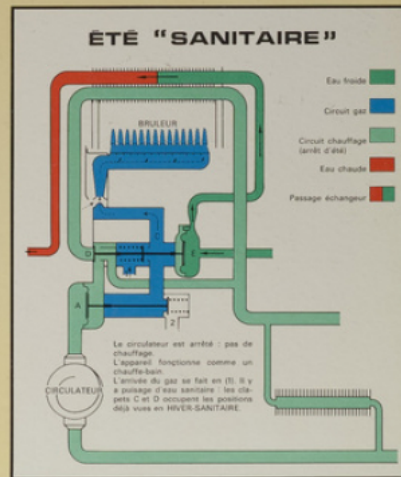 ÉTÉ "SANITAIRE"
Eau froide
Circuit gaz
Circuit chauffage
(arrêt d'été)
Eau chaude
Passage échangeur
BRULEUR
C
D
E
A
2
CIRCULATEUR
Le circulateur est arrêté : pas de
chauffage.
L'appareil fonctionne comme un
chauffe-bain.
L'arrivée du gaz se fait en (1). Il y
a puisage d'eau sanitaire : les cla-
pets C et D occupent les positions
déjà vues en HIVER-SANITAIRE.